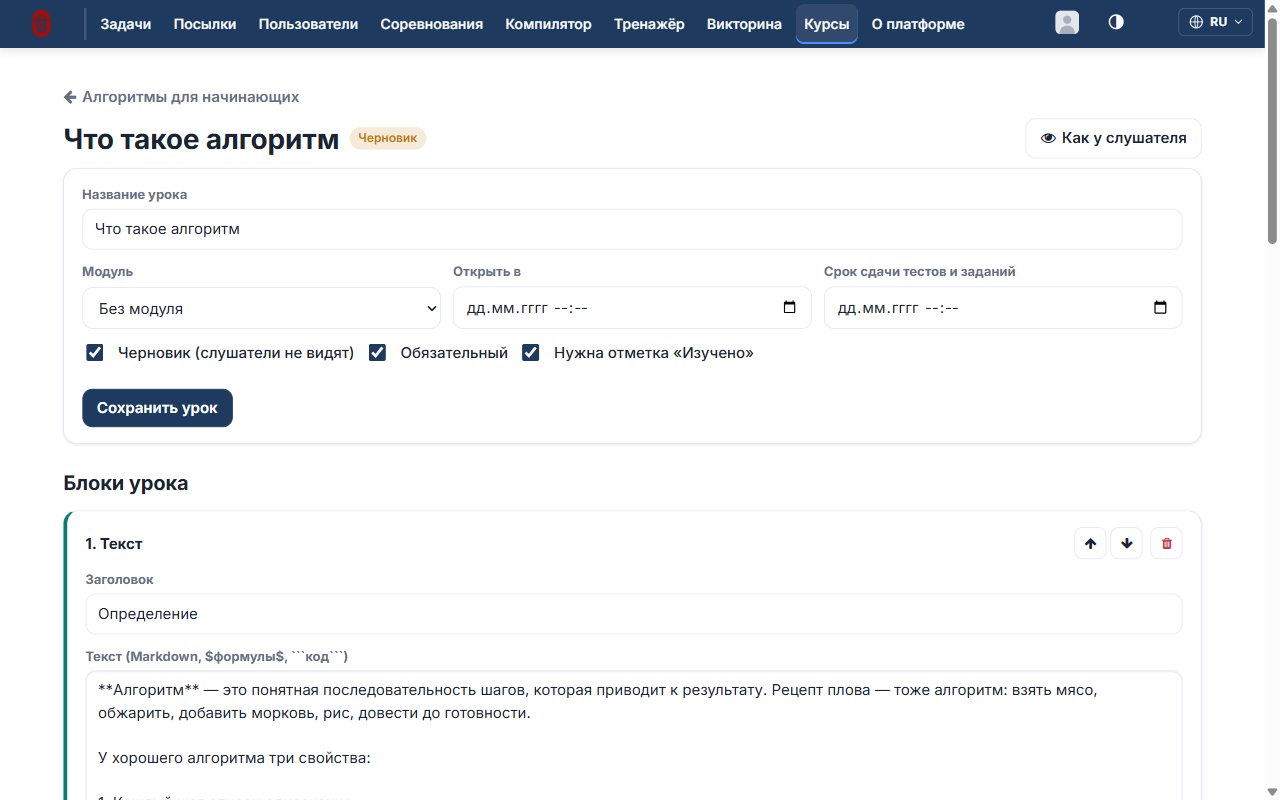 Задачи Посылки Пользователи Соревнования Компилятор Тренажёр Викторина Курсы О платформе RU
Алгоритмы для начинающих
Что такое алгоритм Черновик Как у слушателя
Название урока
Что такое алгоритм
Модуль Открыть в Срок сдачи тестов и заданий
Без модуля дд.мм.гггг --:-- дд.мм.гггг --:--
Черновик (слушатели не видят) Обязательный Нужна отметка «Изучено»
Сохранить урок
Блоки урока
1. Текст
Заголовок
Определение
Текст (Markdown, $формулы$, ```код```)
**Алгоритм** — это понятная последовательность шагов, которая приводит к результату. Рецепт плова — тоже алгоритм: взять мясо,
обжарить, добавить морковь, рис, довести до готовности.
У хорошего алгоритма три свойства: